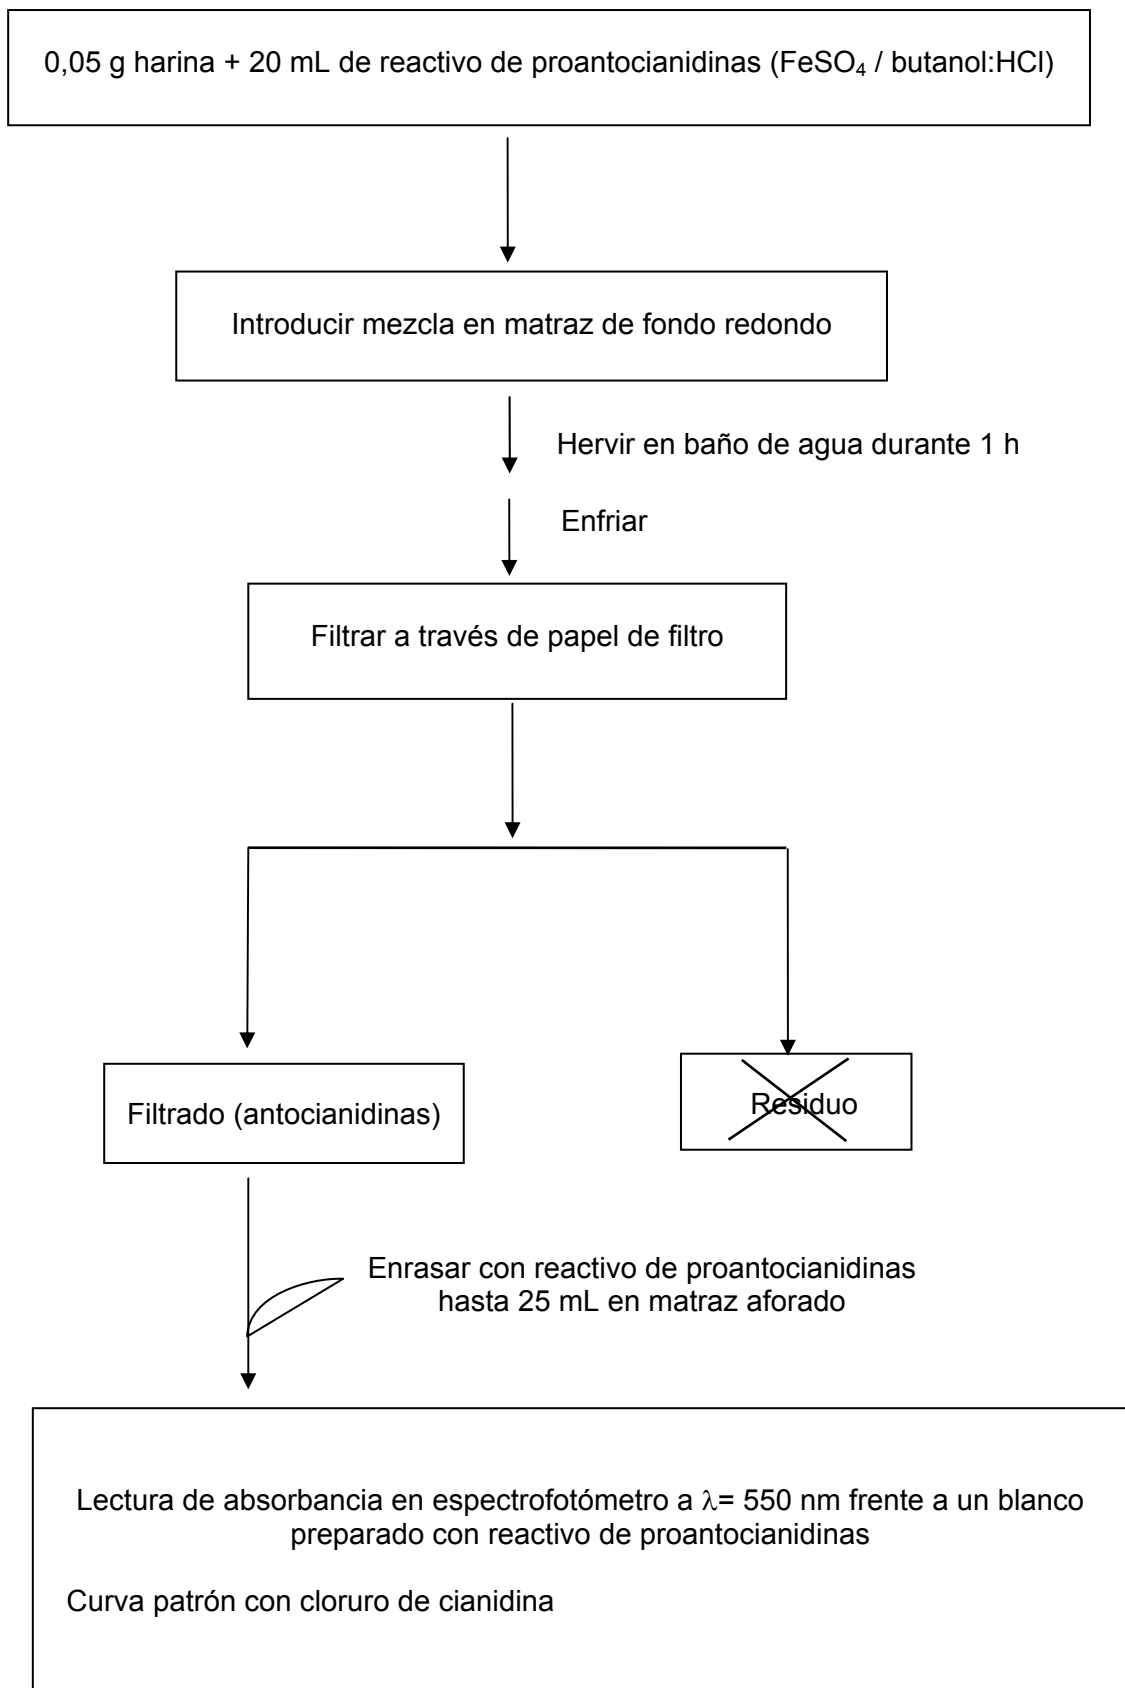 0,05 g harina + 20 mL de reactivo de proantocianidinas (FeSO₄ / butanol:HCl)
Introducir mezcla en matraz de fondo redondo
Hervir en baño de agua durante 1 h
Enfriar
Filtrar a través de papel de filtro
Filtrado (antocianidinas)
Residuo
Enrasar con reactivo de proantocianidinas
hasta 25 mL en matraz aforado
Lectura de absorbancia en espectrofotómetro a λ= 550 nm frente a un blanco
preparado con reactivo de proantocianidinas
Curva patrón con cloruro de cianidina